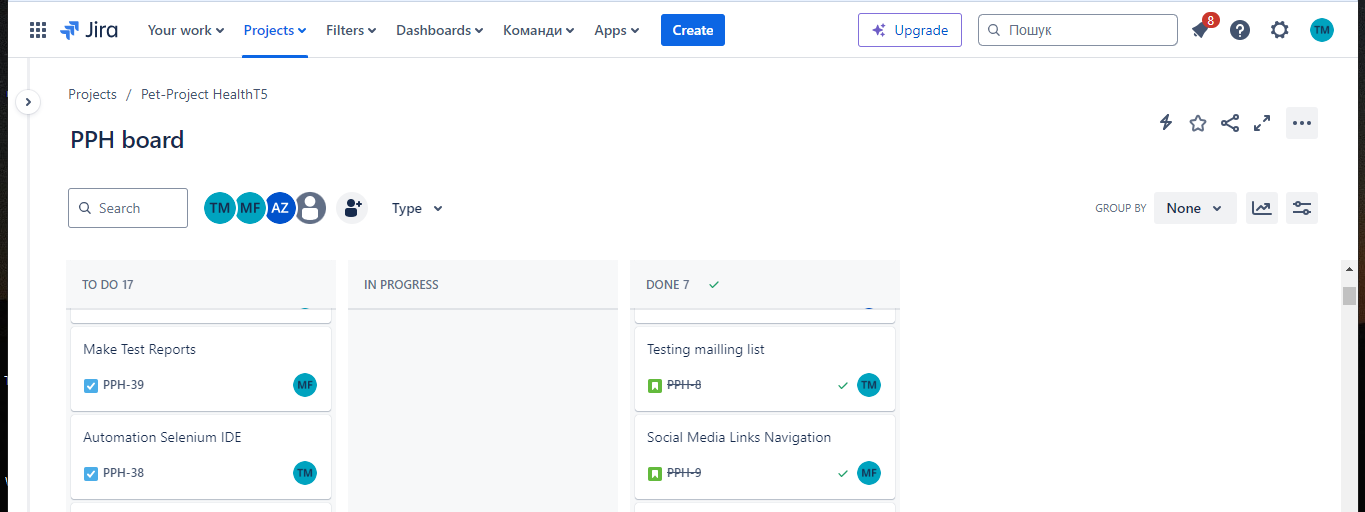 Jira Your work Projects Filters Dashboards Команди Apps Create Upgrade Пошук 8 TM
Projects / Pet-Project HealthT5
PPH board
Search TM MF AZ Type GROUP BY None
TO DO 17 IN PROGRESS DONE 7
Make Test Reports
PPH-39 MF
Automation Selenium IDE
PPH-38 TM
Testing mailling list
PPH-8 TM
Social Media Links Navigation
PPH-9 MF